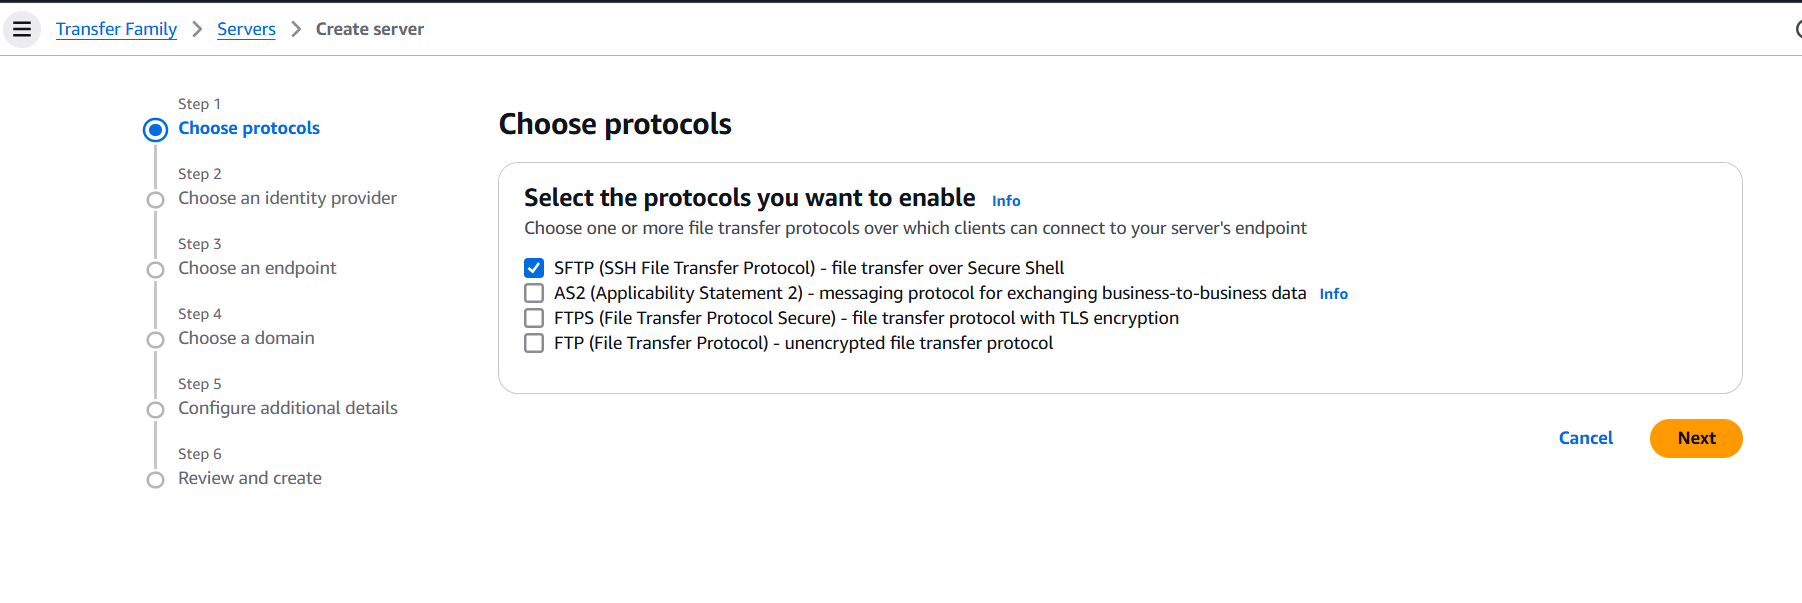 Transfer Family > Servers > Create server
Step 1
Choose protocols
Step 2
Choose an identity provider
Step 3
Choose an endpoint
Step 4
Choose a domain
Step 5
Configure additional details
Step 6
Review and create
Choose protocols
Select the protocols you want to enable Info
Choose one or more file transfer protocols over which clients can connect to your server's endpoint
SFTP (SSH File Transfer Protocol) - file transfer over Secure Shell
AS2 (Applicability Statement 2) - messaging protocol for exchanging business-to-business data Info
FTPS (File Transfer Protocol Secure) - file transfer protocol with TLS encryption
FTP (File Transfer Protocol) - unencrypted file transfer protocol
Cancel Next